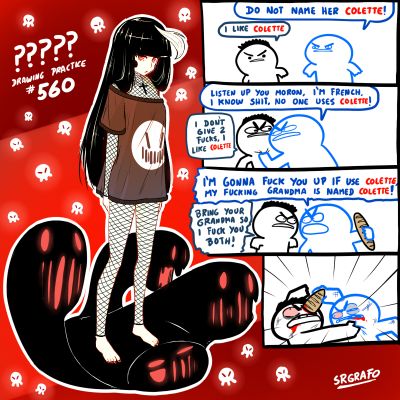 ?????
DRAWING PRACTICE
# 560
DO NOT NAME HER COLETTE!
I LIKE COLETTE
LISTEN UP YOU MORON, I'M FRENCH,
I KNOW SHIT, NO ONE USES COLETTE!
I DON'T
GIVE 2
FUCKS, I
LIKE COLETTE
I'M GONNA FUCK YOU UP IF USE COLETTE
MY FUCKING GRANDMA IS NAMED COLETTE!
BRING YOUR
GRANDMA SO
I FUCK YOU
BOTH!
SRGRAFO